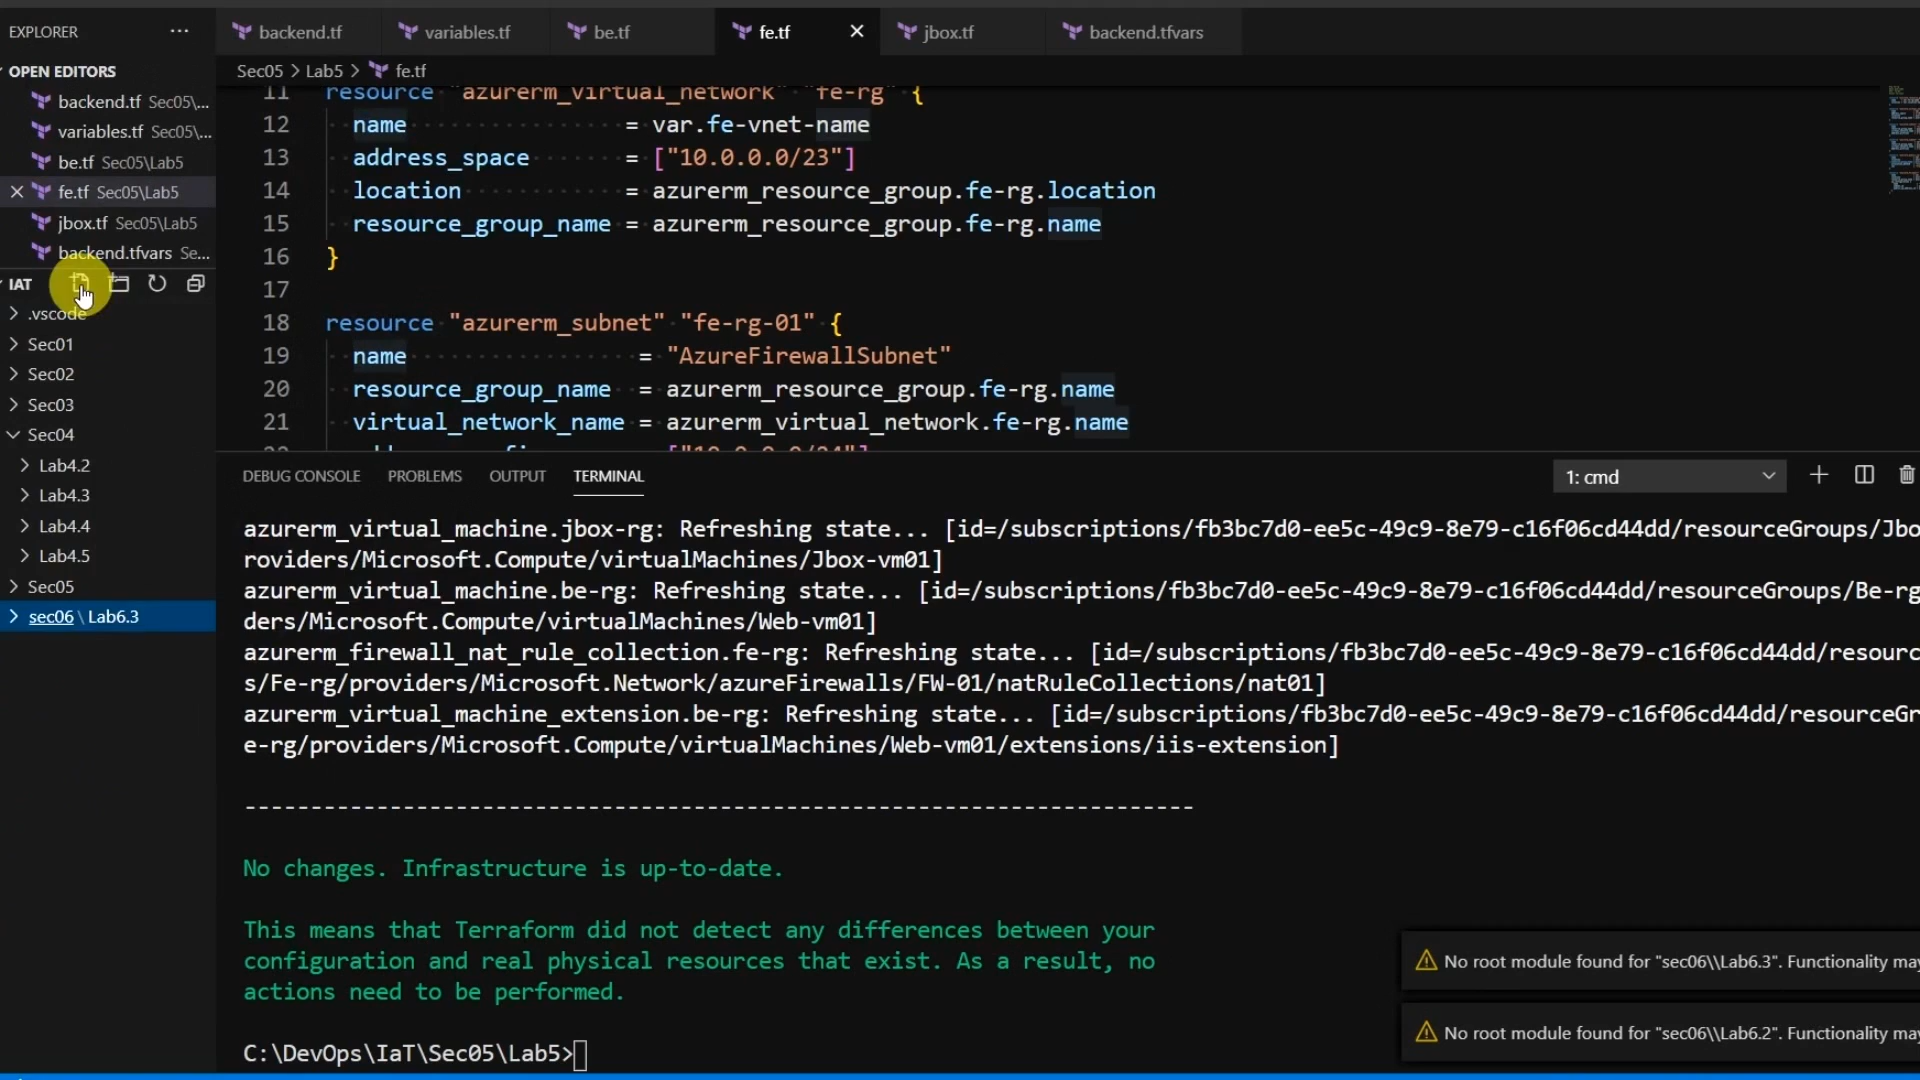 EXPLORER
OPEN EDITORS
backend.tf Sec05\...
variables.tf Sec05\...
be.tf Sec05\Lab5
fe.tf Sec05\Lab5
jbox.tf Sec05\Lab5
backend.tfvars Se...
IAT
.vscode
Sec01
Sec02
Sec03
Sec04
Lab4.2
Lab4.3
Lab4.4
Lab4.5
Sec05
sec06 \ Lab6.3
backend.tf
variables.tf
be.tf
fe.tf
jbox.tf
backend.tfvars
Sec05 > Lab5 > fe.tf
11 resource "azurerm_virtual_network" "fe-rg" {
12 name = var.fe-vnet-name
13 address_space = ["10.0.0.0/23"]
14 location = azurerm_resource_group.fe-rg.location
15 resource_group_name = azurerm_resource_group.fe-rg.name
16 }
17
18 resource "azurerm_subnet" "fe-rg-01" {
19 name = "AzureFirewallSubnet"
20 resource_group_name = azurerm_resource_group.fe-rg.name
21 virtual_network_name = azurerm_virtual_network.fe-rg.name
DEBUG CONSOLE
PROBLEMS
OUTPUT
TERMINAL
1: cmd
azurerm_virtual_machine.jbox-rg: Refreshing state... [id=/subscriptions/fb3bc7d0-ee5c-49c9-8e79-c16f06cd44dd/resourceGroups/Jbo
roviders/Microsoft.Compute/virtualMachines/Jbox-vm01]
azurerm_virtual_machine.be-rg: Refreshing state... [id=/subscriptions/fb3bc7d0-ee5c-49c9-8e79-c16f06cd44dd/resourceGroups/Be-rg
ders/Microsoft.Compute/virtualMachines/Web-vm01]
azurerm_firewall_nat_rule_collection.fe-rg: Refreshing state... [id=/subscriptions/fb3bc7d0-ee5c-49c9-8e79-c16f06cd44dd/resourc
s/Fe-rg/providers/Microsoft.Network/azureFirewalls/FW-01/natRuleCollections/nat01]
azurerm_virtual_machine_extension.be-rg: Refreshing state... [id=/subscriptions/fb3bc7d0-ee5c-49c9-8e79-c16f06cd44dd/resourceGr
e-rg/providers/Microsoft.Compute/virtualMachines/Web-vm01/extensions/iis-extension]
------------------------------------------------------------------------
No changes. Infrastructure is up-to-date.
This means that Terraform did not detect any differences between your
configuration and real physical resources that exist. As a result, no
actions need to be performed.
C:\DevOps\IaT\Sec05\Lab5>
No root module found for "sec06\\Lab6.3". Functionality may
No root module found for "sec06\\Lab6.2". Functionality may